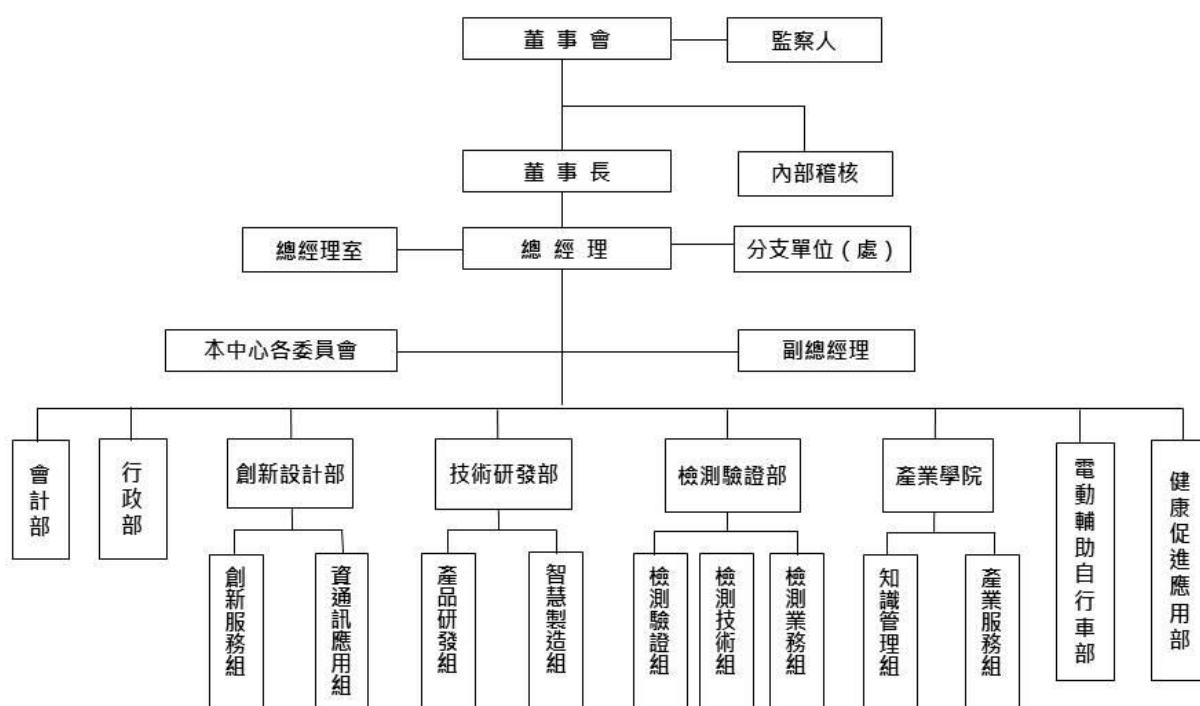 董事會
監察人
董事長
內部稽核
總經理室
總經理
分支單位(處)
本中心各委員會
副總經理
會計部
行政部
創新設計部
技術研發部
檢測驗證部
產業學院
電動輔助自行車部
健康促進應用部
創新服務組
資通訊應用組
產品研發組
智慧製造組
檢測驗證組
檢測技術組
檢測業務組
知識管理組
產業服務組